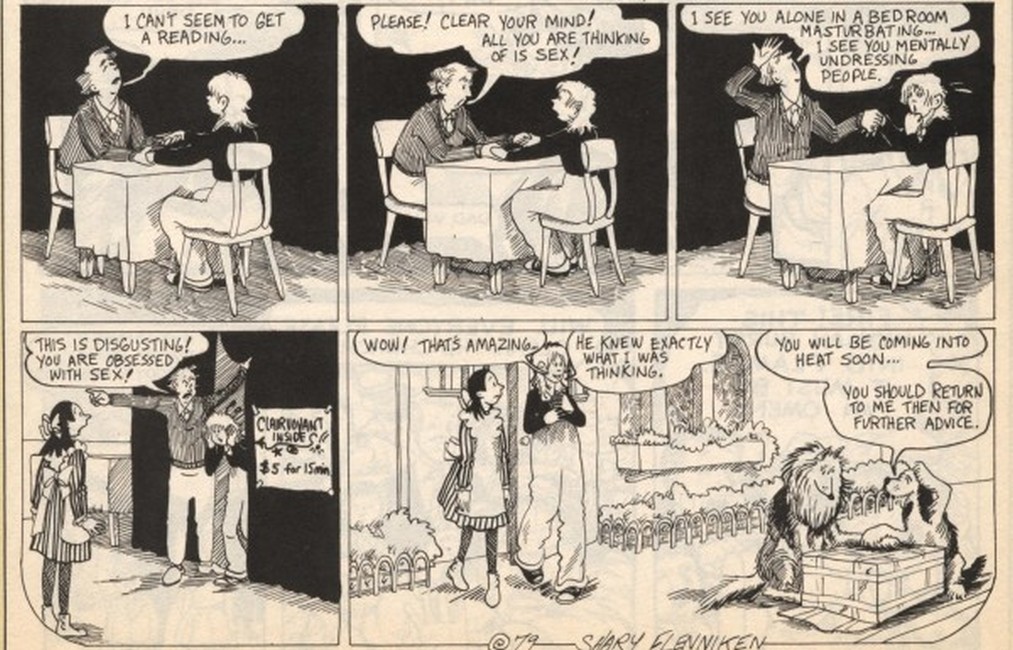 I CAN'T SEEM TO GET
A READING...
PLEASE! CLEAR YOUR MIND!
ALL YOU ARE THINKING
OF IS SEX!
I SEE YOU ALONE IN A BEDROOM
MASTURBATING...
I SEE YOU MENTALLY
UNDRESSING
PEOPLE.
THIS IS DISGUSTING!
YOU ARE OBSESSED
WITH SEX!
CLAIRVOYANT
INSIDE
$5 for 15 min
WOW! THAT'S AMAZING..
HE KNEW EXACTLY
WHAT I WAS
THINKING.
YOU WILL BE COMING INTO
HEAT SOON...
YOU SHOULD RETURN
TO ME THEN FOR
FURTHER ADVICE.
©79 SHARY FLENNIKEN